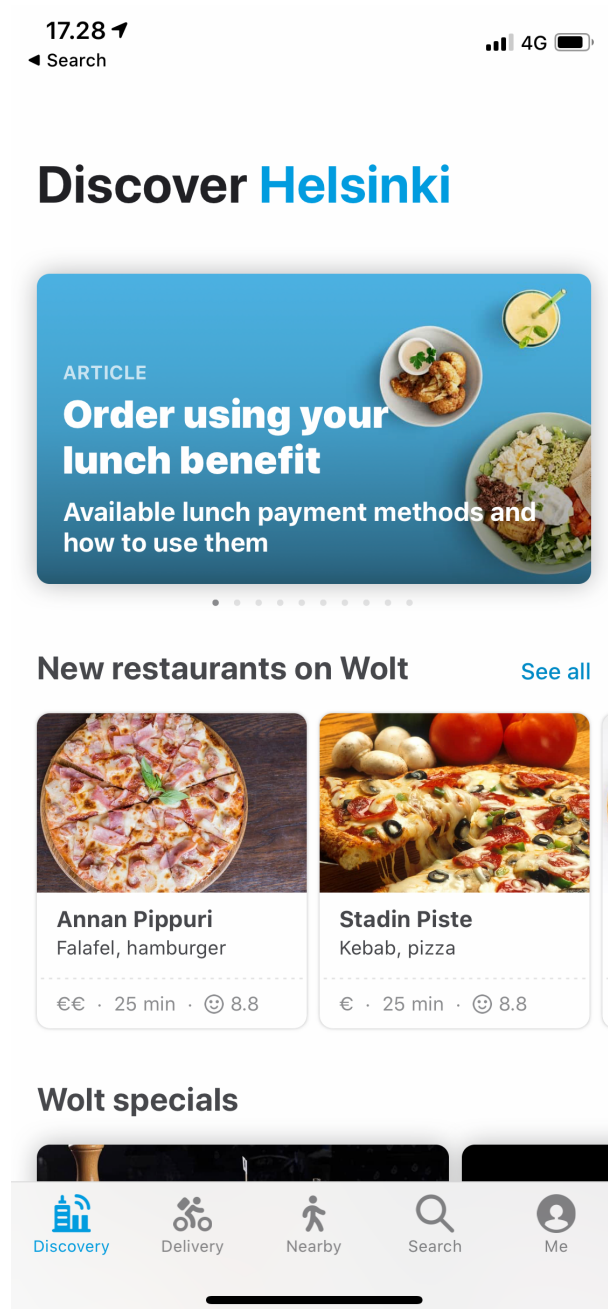 17.28
4G
◀ Search
Discover Helsinki
ARTICLE
Order using your
lunch benefit
Available lunch payment methods and
how to use them
New restaurants on Wolt
See all
Annan Pippuri
Falafel, hamburger
€€ · 25 min · 8.8
Stadin Piste
Kebab, pizza
€ · 25 min · 8.8
Wolt specials
Discovery
Delivery
Nearby
Search
Me